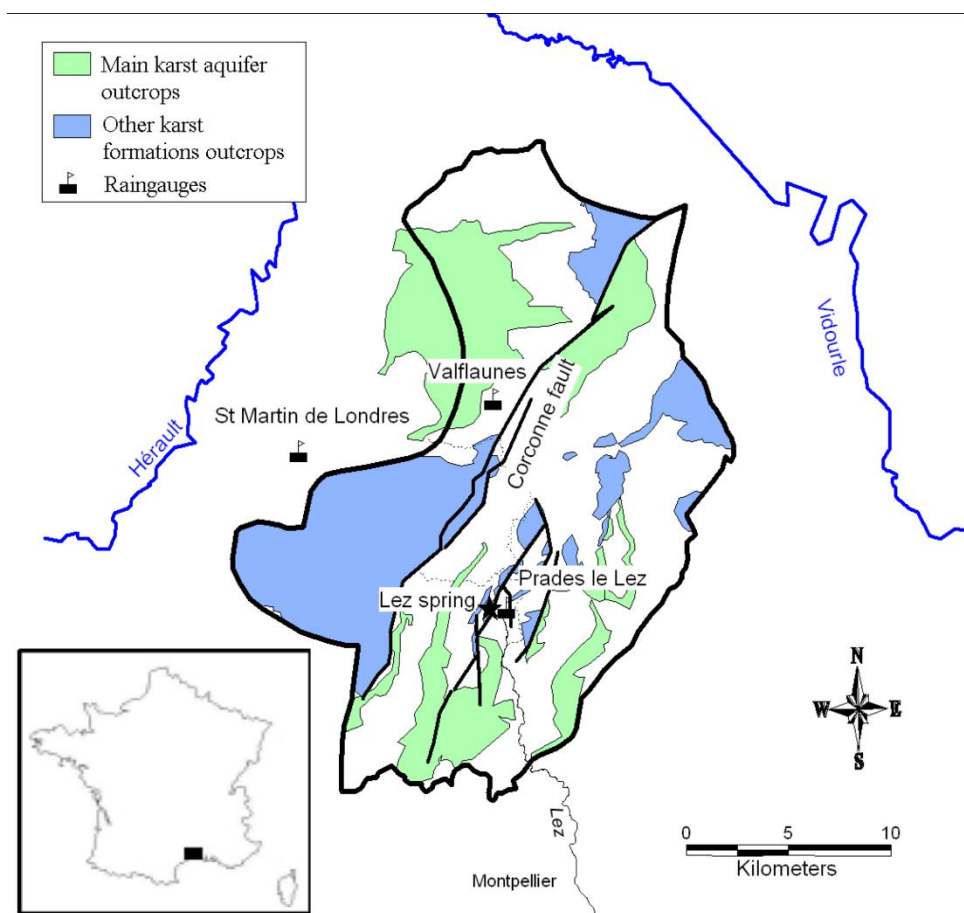 Main karst aquifer
outcrops
Other karst
formations outcrops
Raingauges
Hérault
Vidourle
Valflaunes
St Martin de Londres
Corconne fault
Prades le Lez
Lez spring
Lez
Montpellier
N
W E
S
0 5 10
Kilometers